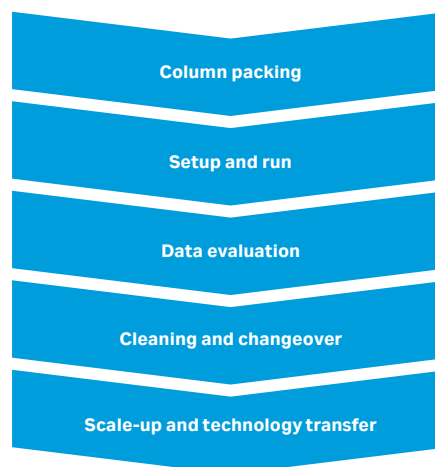 Column packing
Setup and run
Data evaluation
Cleaning and changeover
Scale-up and technology transfer